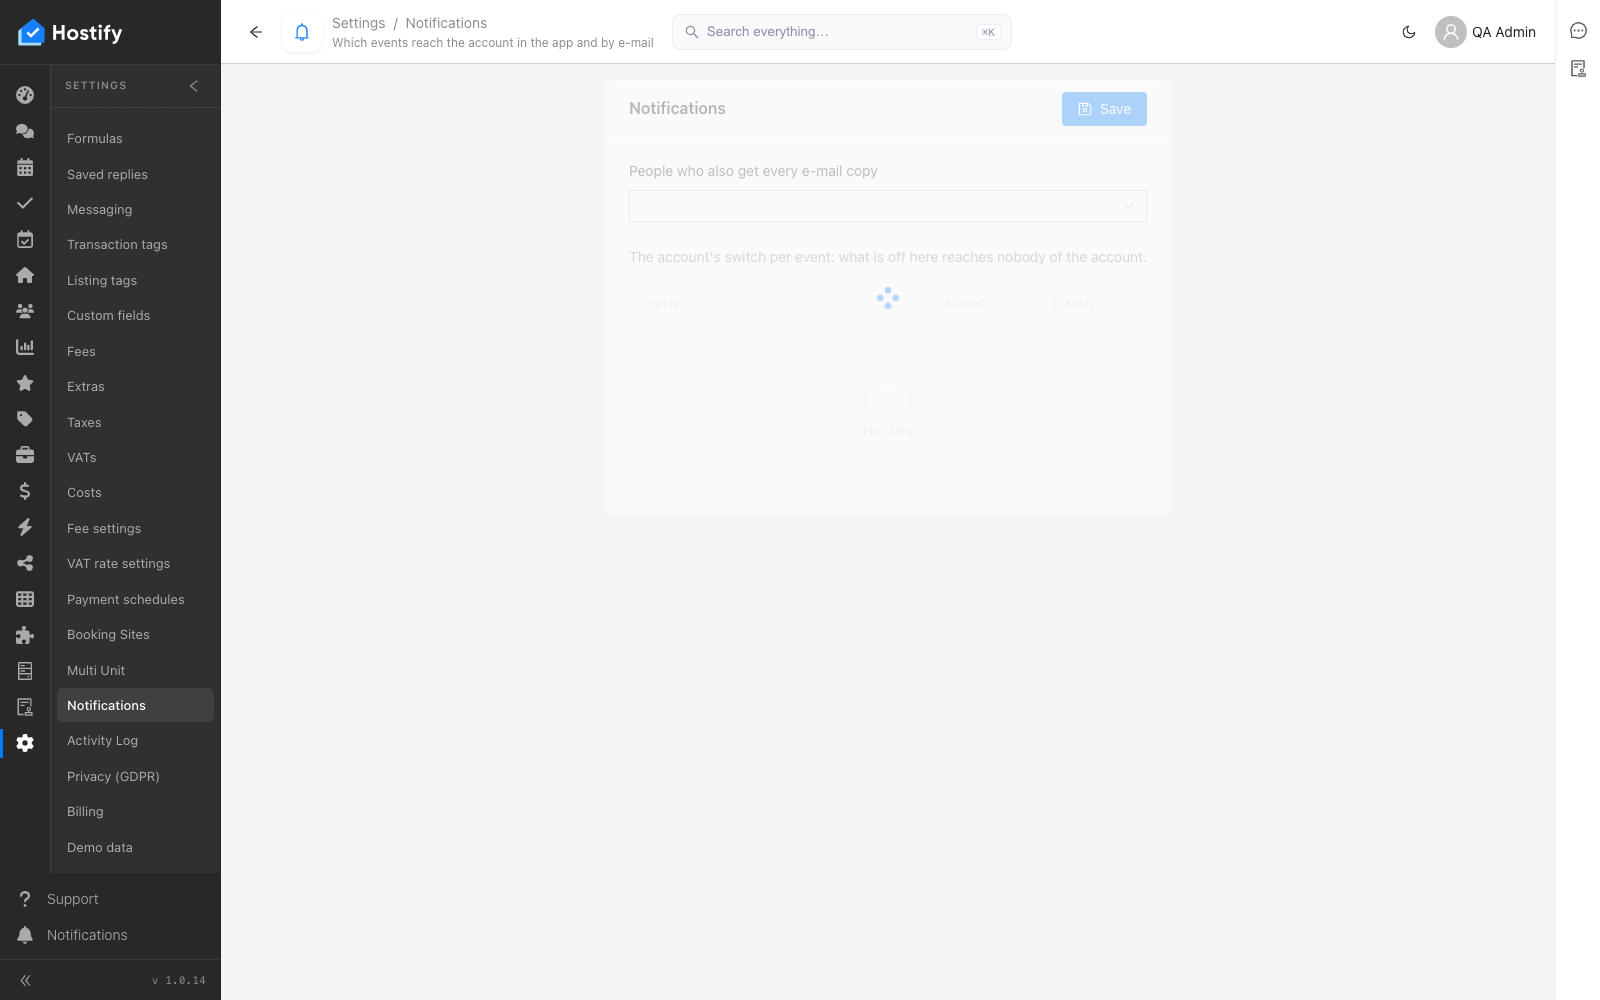 Hostify
SETTINGS
Formulas
Saved replies
Messaging
Transaction tags
Listing tags
Custom fields
Fees
Extras
Taxes
VATs
Costs
Fee settings
VAT rate settings
Payment schedules
Booking Sites
Multi Unit
Notifications
Activity Log
Privacy (GDPR)
Billing
Demo data
Support
Notifications
v 1.0.14
Settings / Notifications
Which events reach the account in the app and by e-mail
Search everything...
⌘K
QA Admin
Notifications
Save
People who also get every e-mail copy
The account's switch per event: what is off here reaches nobody of the account.
EVENT IN-APP E-MAIL
No data